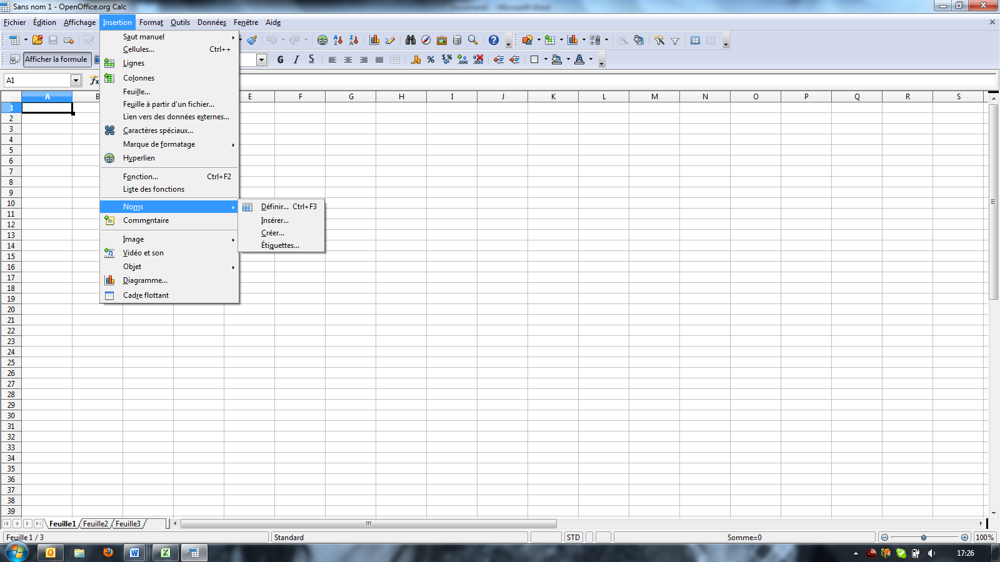 Sans nom 1 - OpenOffice.org Calc
Fichier Édition Affichage Insertion Format Outils Données Fenêtre Aide
Afficher la formule G I S
A1
A B E F G H I J K L M N O P Q R S
Saut manuel
Cellules... Ctrl++
Lignes
Colonnes
Feuille...
Feuille à partir d'un fichier...
Lien vers des données externes...
Caractères spéciaux...
Marque de formatage
Hyperlien
Fonction... Ctrl+F2
Liste des fonctions
Noms
Commentaire
Image
Vidéo et son
Objet
Diagramme...
Cadre flottant
Définir... Ctrl+F3
Insérer...
Créer...
Étiquettes...
1
2
3
4
5
6
7
8
9
10
11
12
13
14
15
16
17
18
19
20
21
22
23
24
25
26
27
28
29
30
31
32
33
34
35
36
37
38
39
Feuille1 Feuille2 Feuille3
Feuille 1 / 3 Standard STD Somme=0 100%
17:26